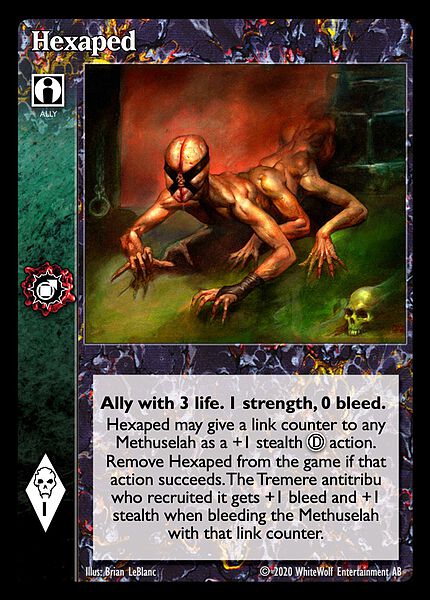 Hexaped
ALLY
Ally with 3 life. 1 strength, 0 bleed.
Hexaped may give a link counter to any
Methuselah as a +1 stealth Ⓓ action.
Remove Hexaped from the game if that
action succeeds. The Tremere antitribu
who recruited it gets +1 bleed and +1
stealth when bleeding the Methuselah
with that link counter.
1
Illus: Brian LeBlanc
© 2020 WhiteWolf Entertainment AB